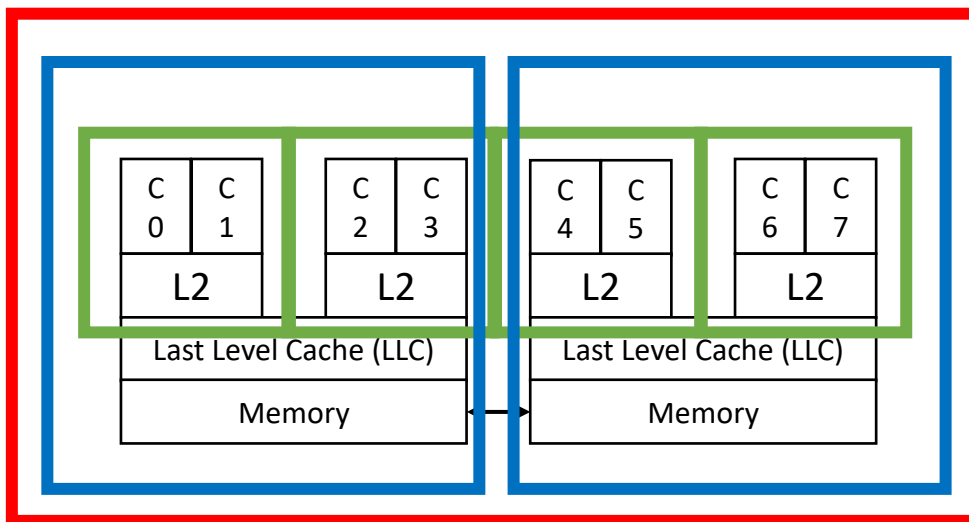 C C C C C C C C
0 1 2 3 4 5 6 7
L2 L2 L2 L2
Last Level Cache (LLC) Last Level Cache (LLC)
Memory Memory